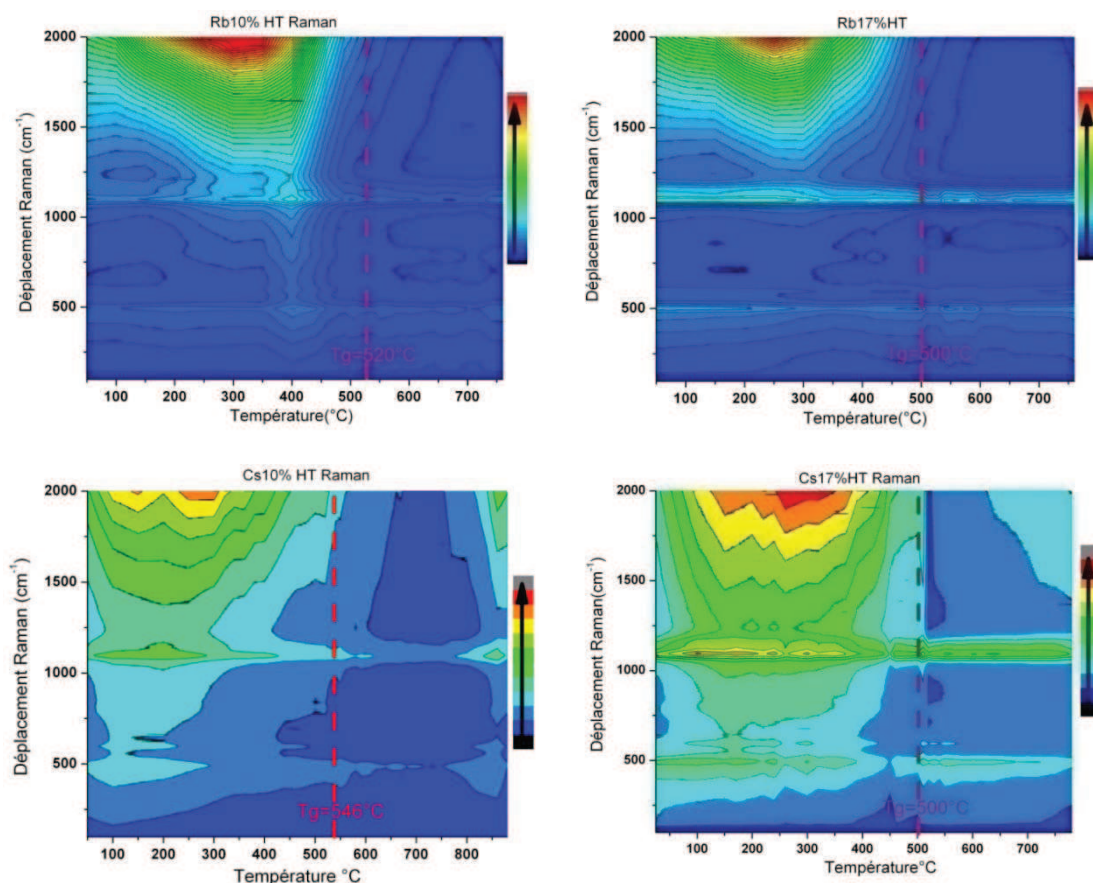 Rb10% HT Raman
2000
1500
1000
500
Déplacement Raman (cm-1)
Tg=520°C
100 200 300 400 500 600 700
Température(°C)
Rb17%HT
2000
1500
1000
500
Déplacement Raman (cm-1)
Tg=500°C
100 200 300 400 500 600 700
Température(°C)
Cs10% HT Raman
2000
1500
1000
500
Déplacement Raman (cm-1)
Tg=546°C
100 200 300 400 500 600 700 800
Température °C
Cs17%HT Raman
2000
1500
1000
500
Déplacement Raman(cm-1)
Tg=500°C
100 200 300 400 500 600 700
Température°C